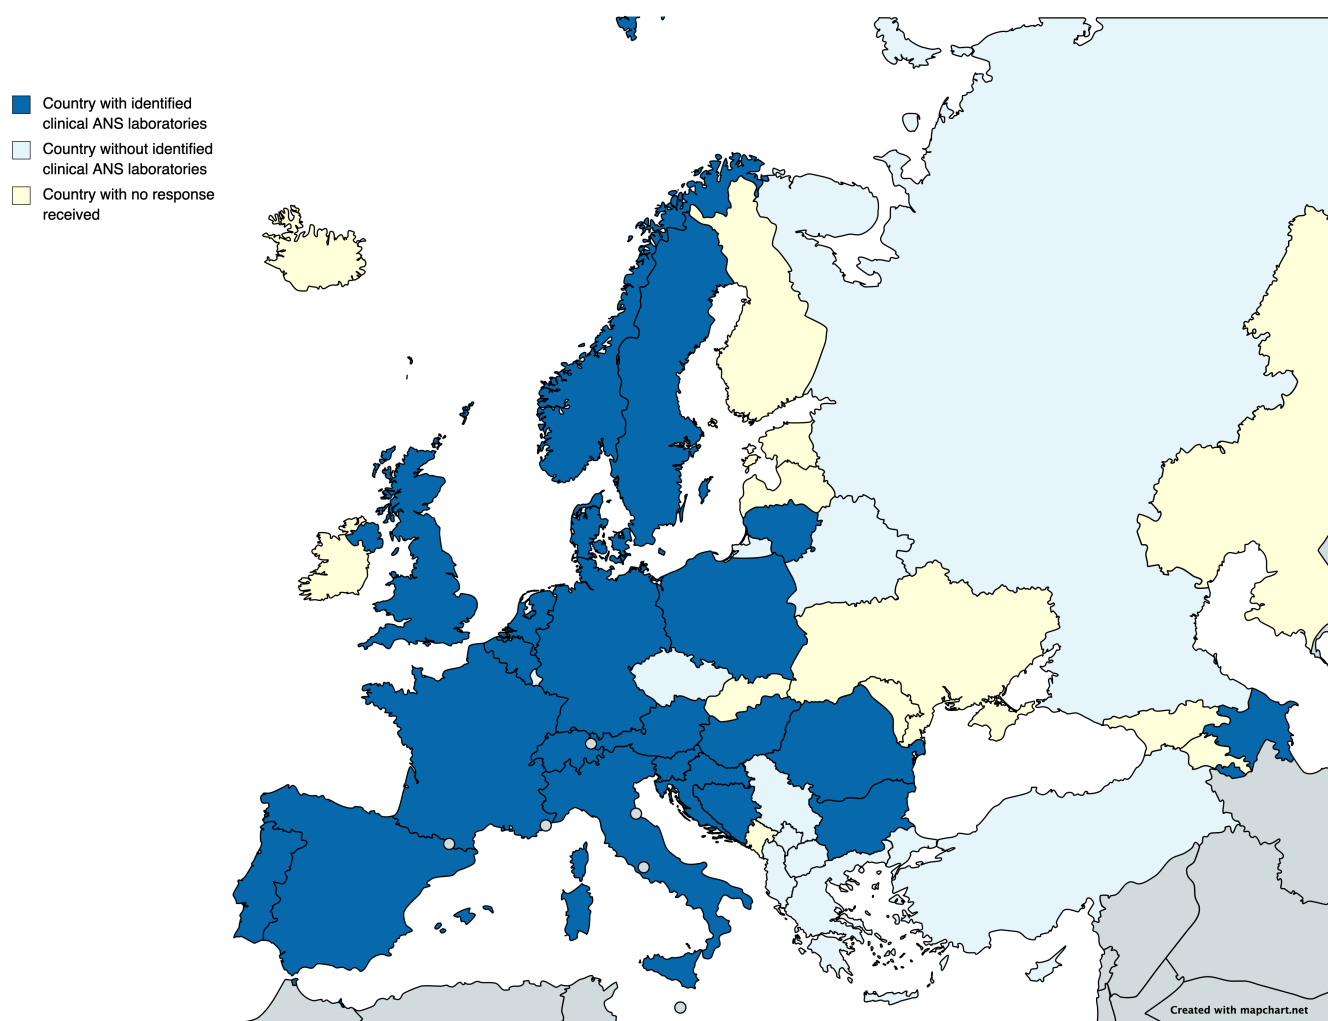 Country with identified
clinical ANS laboratories
Country without identified
clinical ANS laboratories
Country with no response
received
Created with mapchart.net